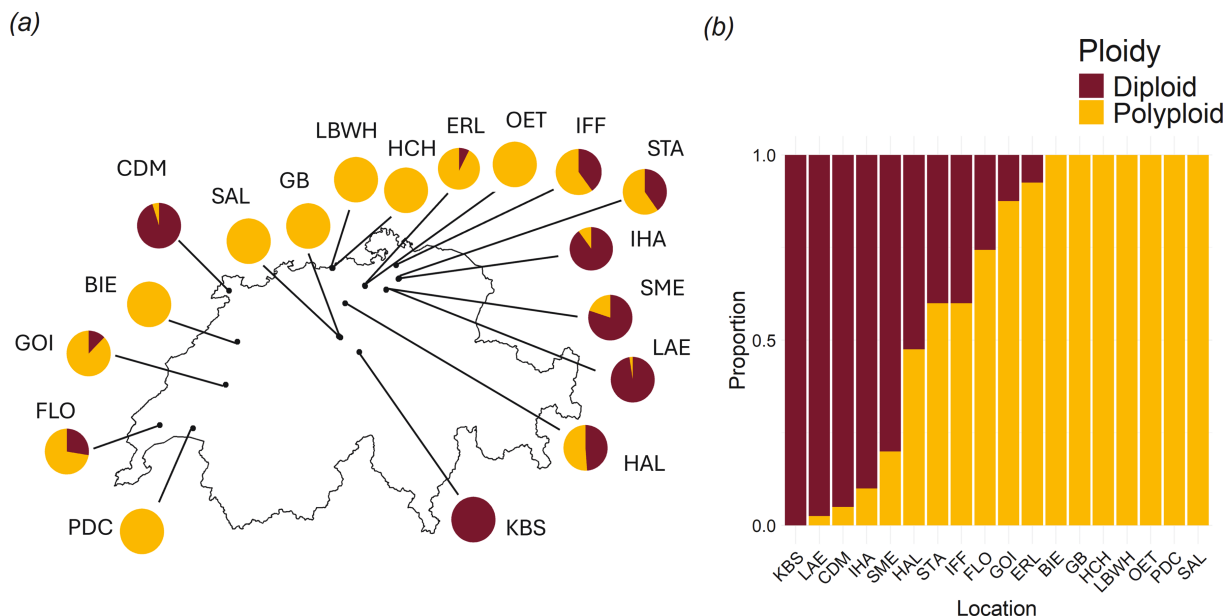 (a)
LBWH
HCH
ERL
OET
IFF
STA
CDM
SAL
GB
IHA
BIE
SME
GOI
LAE
FLO
HAL
PDC
KBS
(b)
Ploidy
Diploid
Polyploid
1.0
0.5
0.0
Proportion
KBS
LAE
CDM
IHA
SME
HAL
STA
IFF
FLO
GOI
ERL
BIE
GB
HCH
LBWH
OET
PDC
SAL
Location